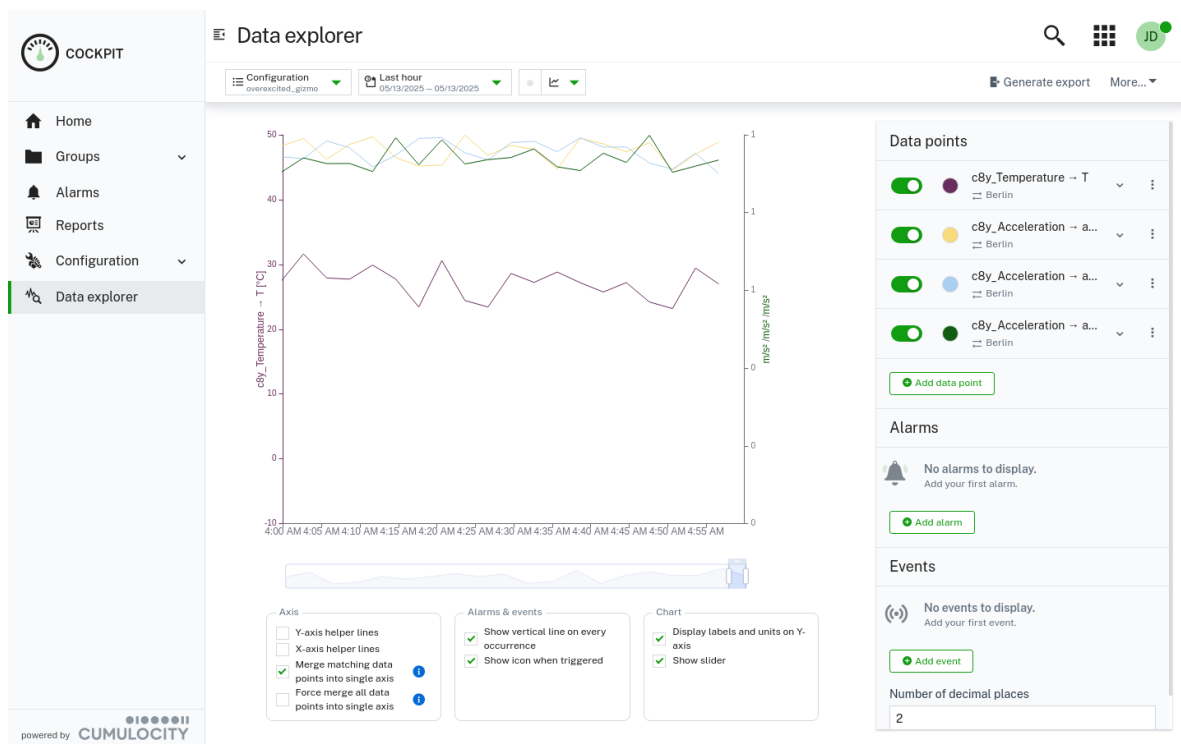 COCKPIT
Data explorer
JD
Configuration
overexcited_gizmo
Last hour
05/13/2025 – 05/13/2025
Generate export
More...
Home
Groups
Alarms
Reports
Configuration
Data explorer
50
40
30
20
10
0
-10
c8y_Temperature → T [°C]
1
1
1
0
0
0
m/s² /m/s² /m/s²
4:00 AM 4:05 AM 4:10 AM 4:15 AM 4:20 AM 4:25 AM 4:30 AM 4:35 AM 4:40 AM 4:45 AM 4:50 AM 4:55 AM
Axis
Y-axis helper lines
X-axis helper lines
Merge matching data
points into single axis
Force merge all data
points into single axis
Alarms & events
Show vertical line on every
occurrence
Show icon when triggered
Chart
Display labels and units on Y-
axis
Show slider
Data points
c8y_Temperature → T
Berlin
c8y_Acceleration → a...
Berlin
c8y_Acceleration → a...
Berlin
c8y_Acceleration → a...
Berlin
Add data point
Alarms
No alarms to display.
Add your first alarm.
Add alarm
Events
No events to display.
Add your first event.
Add event
Number of decimal places
2
powered by CUMULOCITY